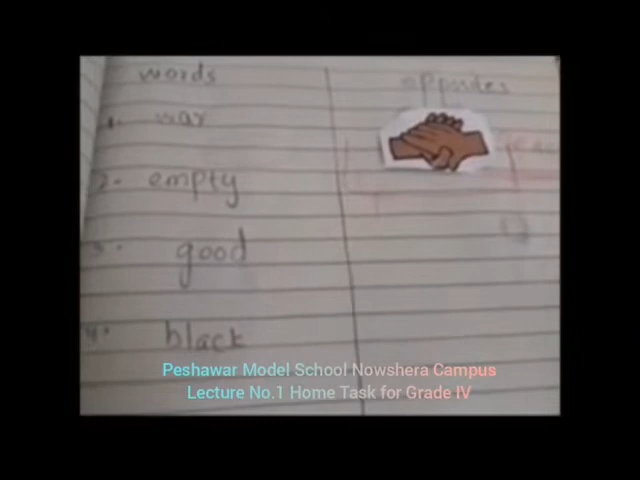 words opposites
1. war peace
2. empty
3. good
4. black
Peshawar Model School Nowshera Campus
Lecture No.1 Home Task for Grade IV